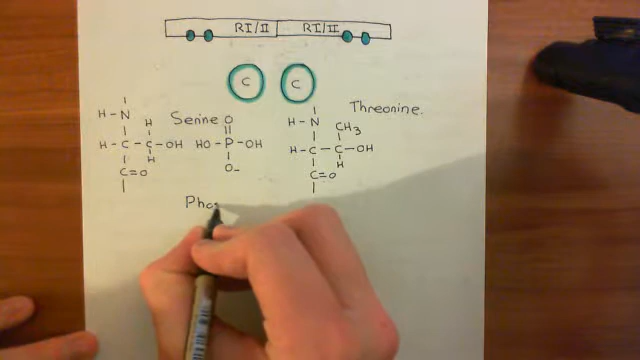 RI/II RI/II
C C
Serine
Threonine.
H-N
H-C-C-OH
H
H
C=O
O
HO-P-OH
O-
H-N
CH3
H-C-C-OH
H
C=O
Phos